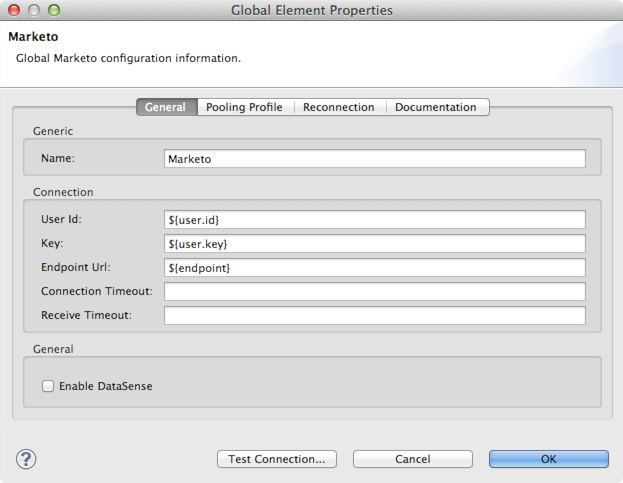 Global Element Properties
Marketo
Global Marketo configuration information.
General Pooling Profile Reconnection Documentation
Generic
Name: Marketo
Connection
User Id: ${user.id}
Key: ${user.key}
Endpoint Url: ${endpoint}
Connection Timeout:
Receive Timeout:
General
Enable DataSense
? Test Connection... Cancel OK